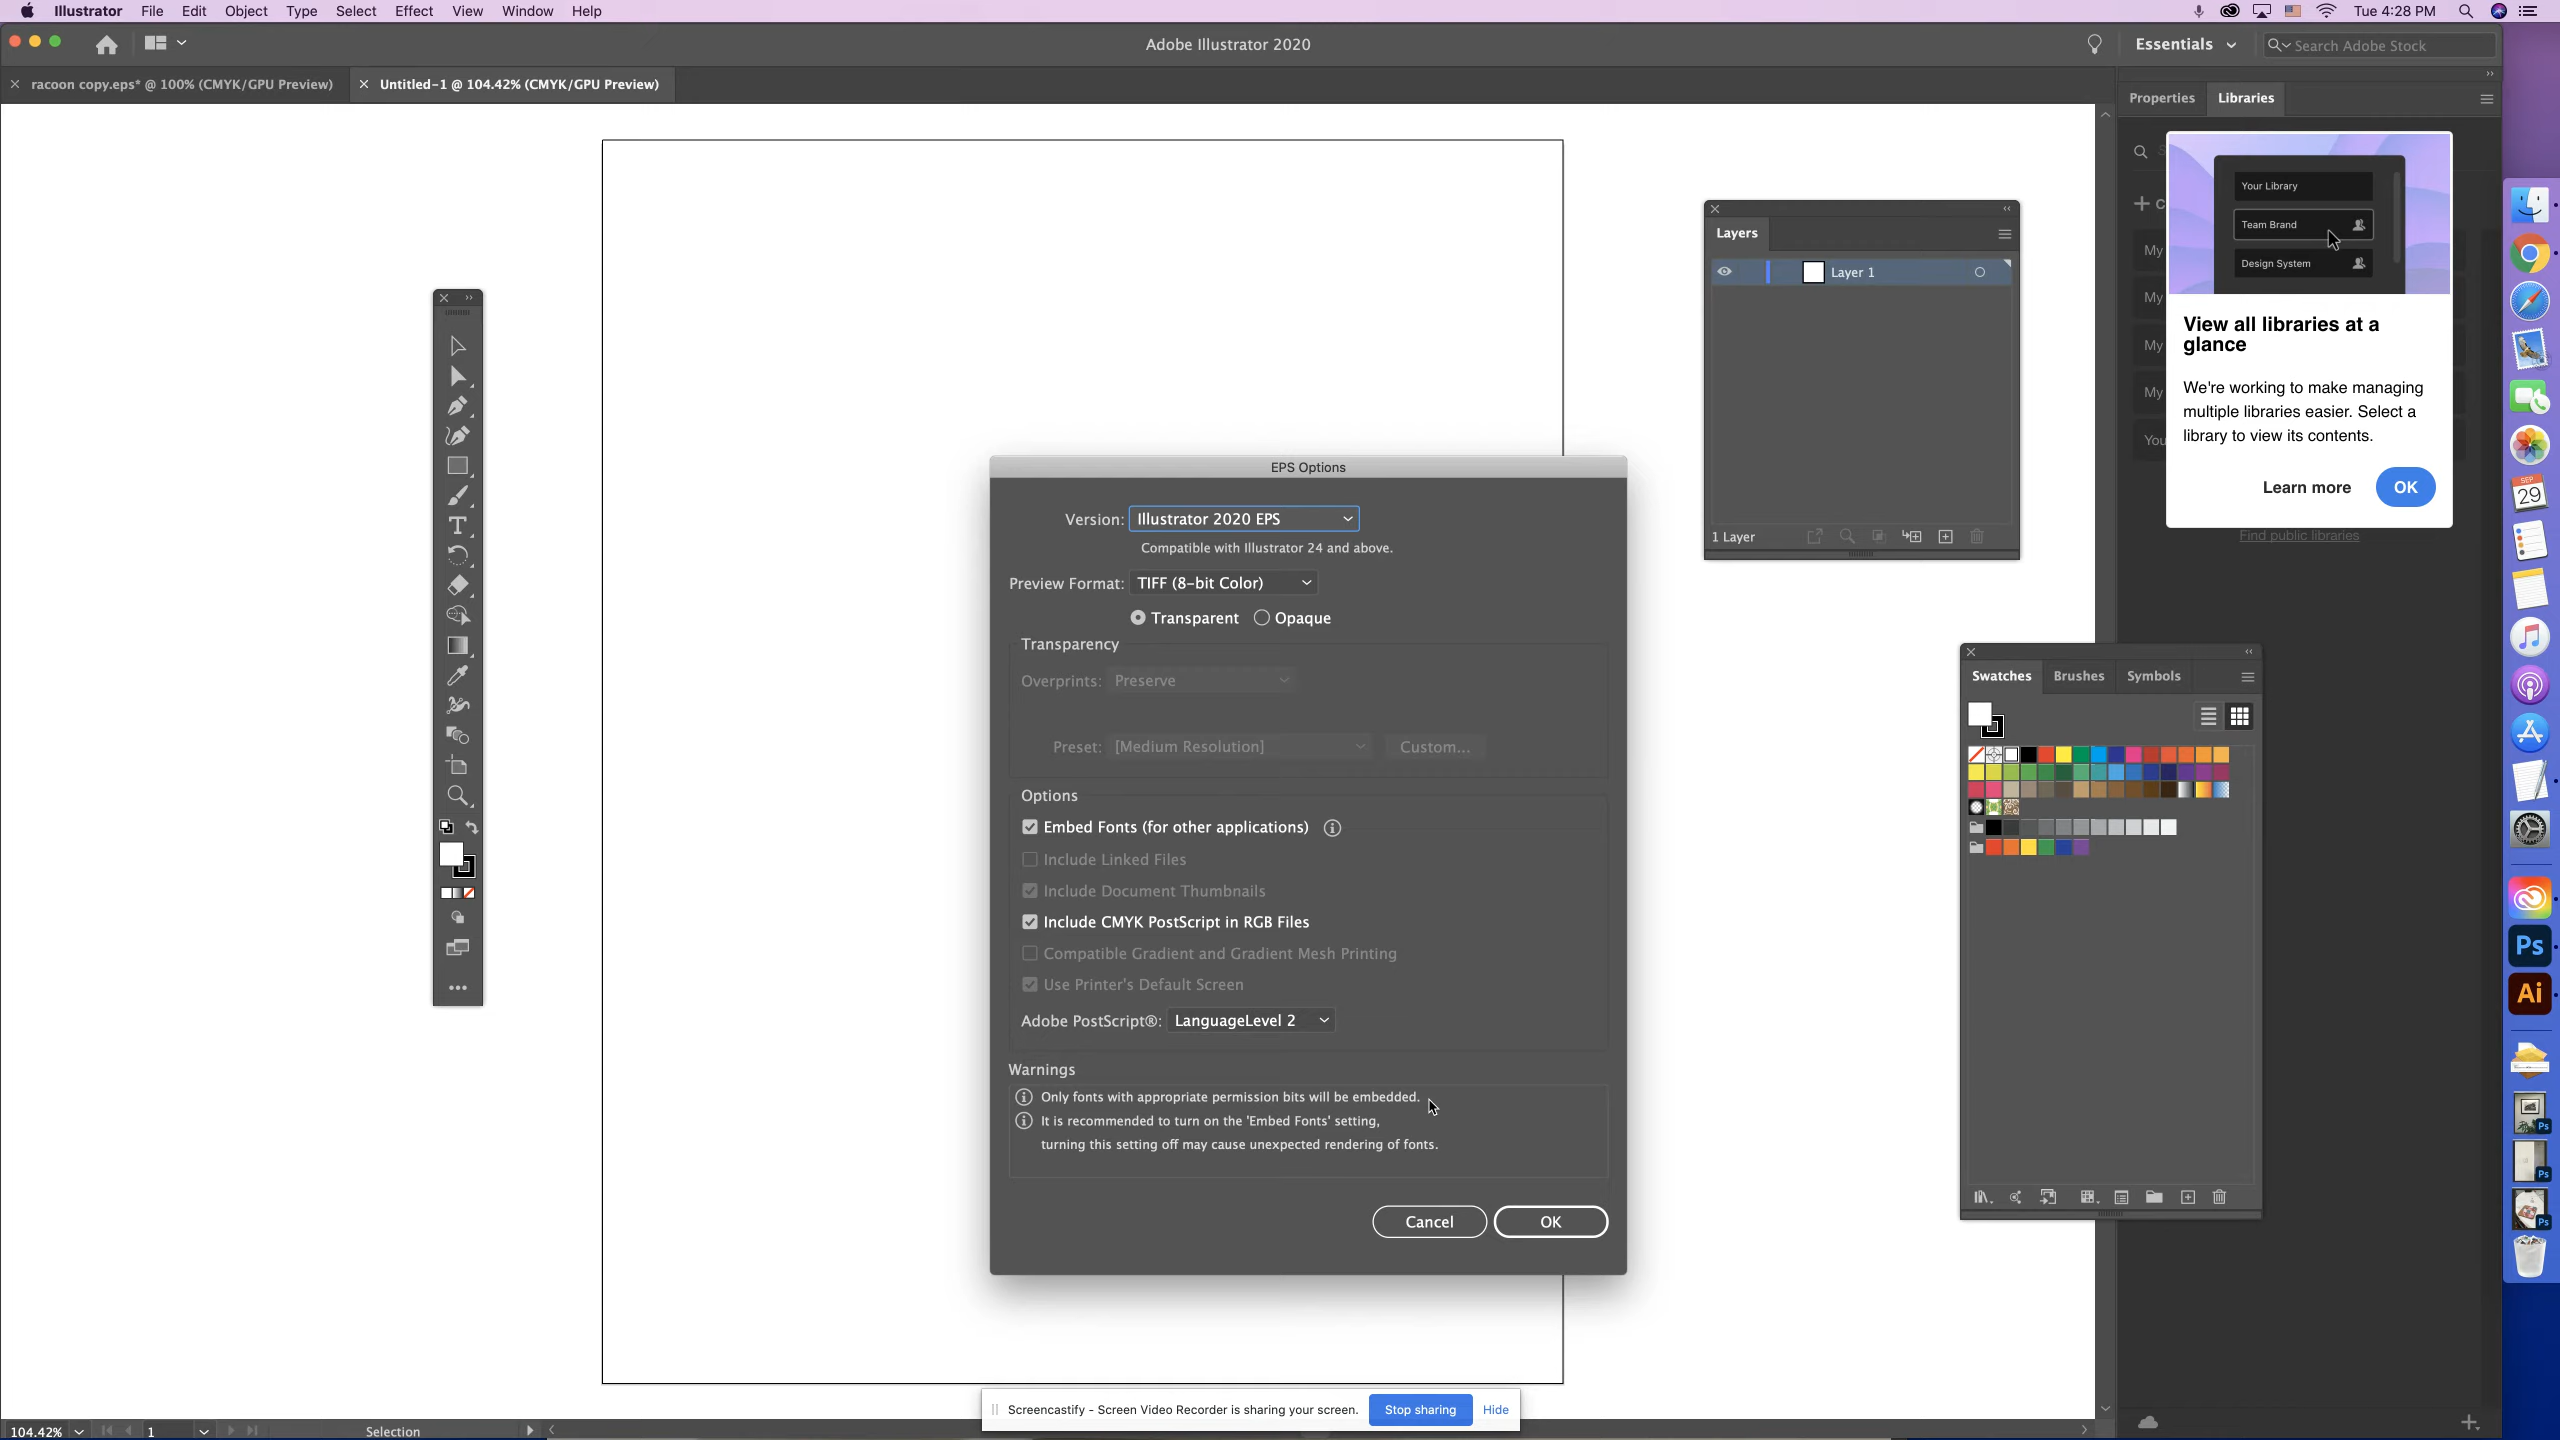 Illustrator File Edit Object Type Select Effect View Window Help
Tue 4:28 PM
Adobe Illustrator 2020
Essentials
Search Adobe Stock
racoon copy.eps* @ 100% (CMYK/GPU Preview)
Untitled-1 @ 104.42% (CMYK/GPU Preview)
Properties Libraries
Your Library
Team Brand
Design System
My
My
My
My
You
View all libraries at a
glance
We're working to make managing
multiple libraries easier. Select a
library to view its contents.
Learn more OK
Find public libraries
Layers
Layer 1
1 Layer
EPS Options
Version: Illustrator 2020 EPS
Compatible with Illustrator 24 and above.
Preview Format: TIFF (8-bit Color)
Transparent Opaque
Transparency
Overprints: Preserve
Preset: [Medium Resolution] Custom...
Options
Embed Fonts (for other applications)
Include Linked Files
Include Document Thumbnails
Include CMYK PostScript in RGB Files
Compatible Gradient and Gradient Mesh Printing
Use Printer's Default Screen
Adobe PostScript®: LanguageLevel 2
Warnings
Only fonts with appropriate permission bits will be embedded.
It is recommended to turn on the 'Embed Fonts' setting,
turning this setting off may cause unexpected rendering of fonts.
Cancel OK
Swatches Brushes Symbols
SEP
29
Ps
Ai
Ps
Ps
Ps
Screencastify - Screen Video Recorder is sharing your screen. Stop sharing Hide
104.42% 1 Selection